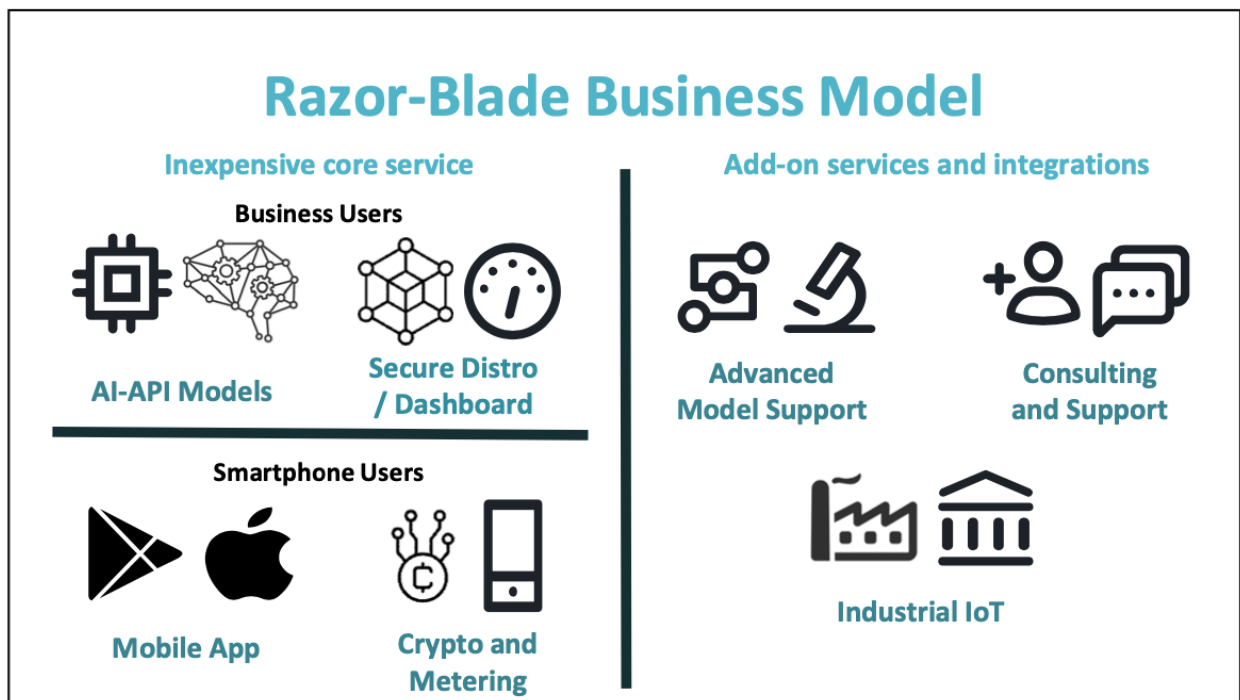 Razor-Blade Business Model
Inexpensive core service
Business Users
AI-API Models
Secure Distro
/ Dashboard
Smartphone Users
Mobile App
Crypto and
Metering
Add-on services and integrations
Advanced
Model Support
Consulting
and Support
Industrial IoT